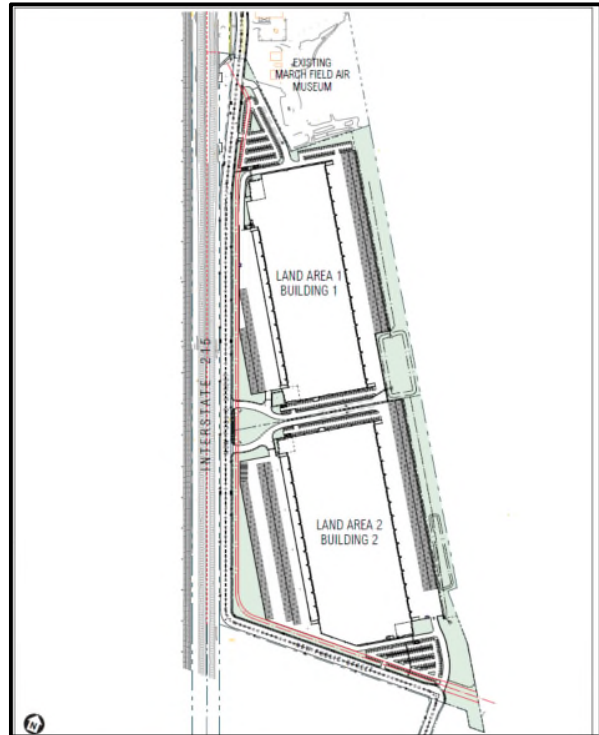 EXISTING
MARCH FIELD AIR
MUSEUM
LAND AREA 1
BUILDING 1
INTERSTATE 215
LAND AREA 2
BUILDING 2